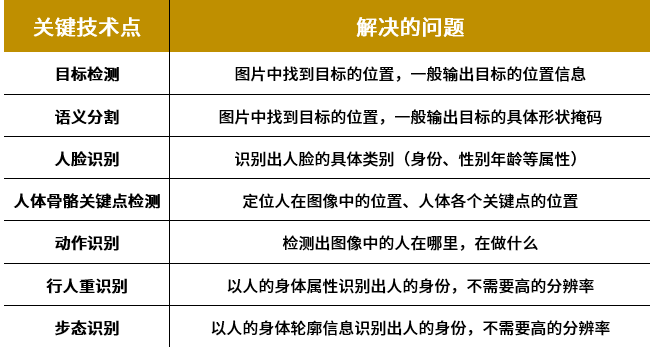 关键技术点 解决的问题
目标检测 图片中找到目标的位置，一般输出目标的位置信息
语义分割 图片中找到目标的位置，一般输出目标的具体形状掩码
人脸识别 识别出人脸的具体类别（身份、性别年龄等属性）
人体骨骼关键点检测 定位人在图像中的位置、人体各个关键点的位置
动作识别 检测出图像中的人在哪里，在做什么
行人重识别 以人的身体属性识别出人的身份，不需要高的分辨率
步态识别 以人的身体轮廓信息识别出人的身份，不需要高的分辨率